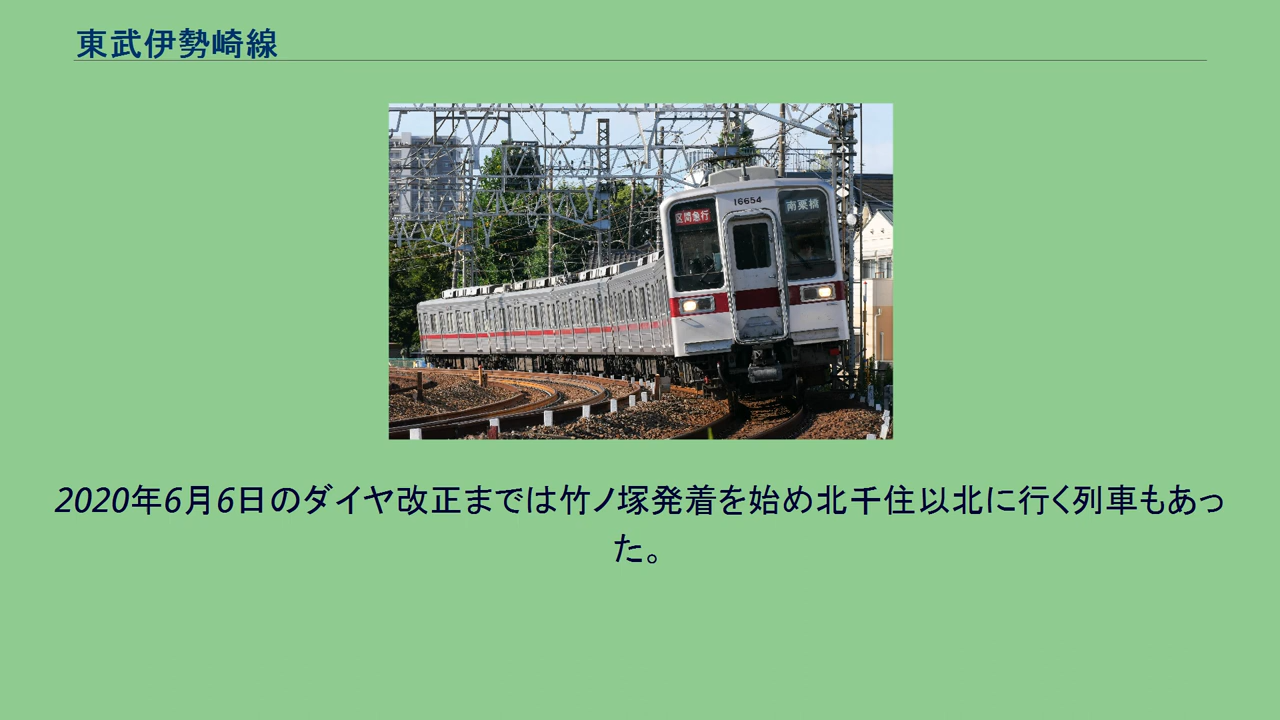 東武伊勢崎線
16654
区間急行
南栗橋
2020年6月6日のダイヤ改正までは竹ノ塚発着を始め北千住以北に行く列車もあっ
た。